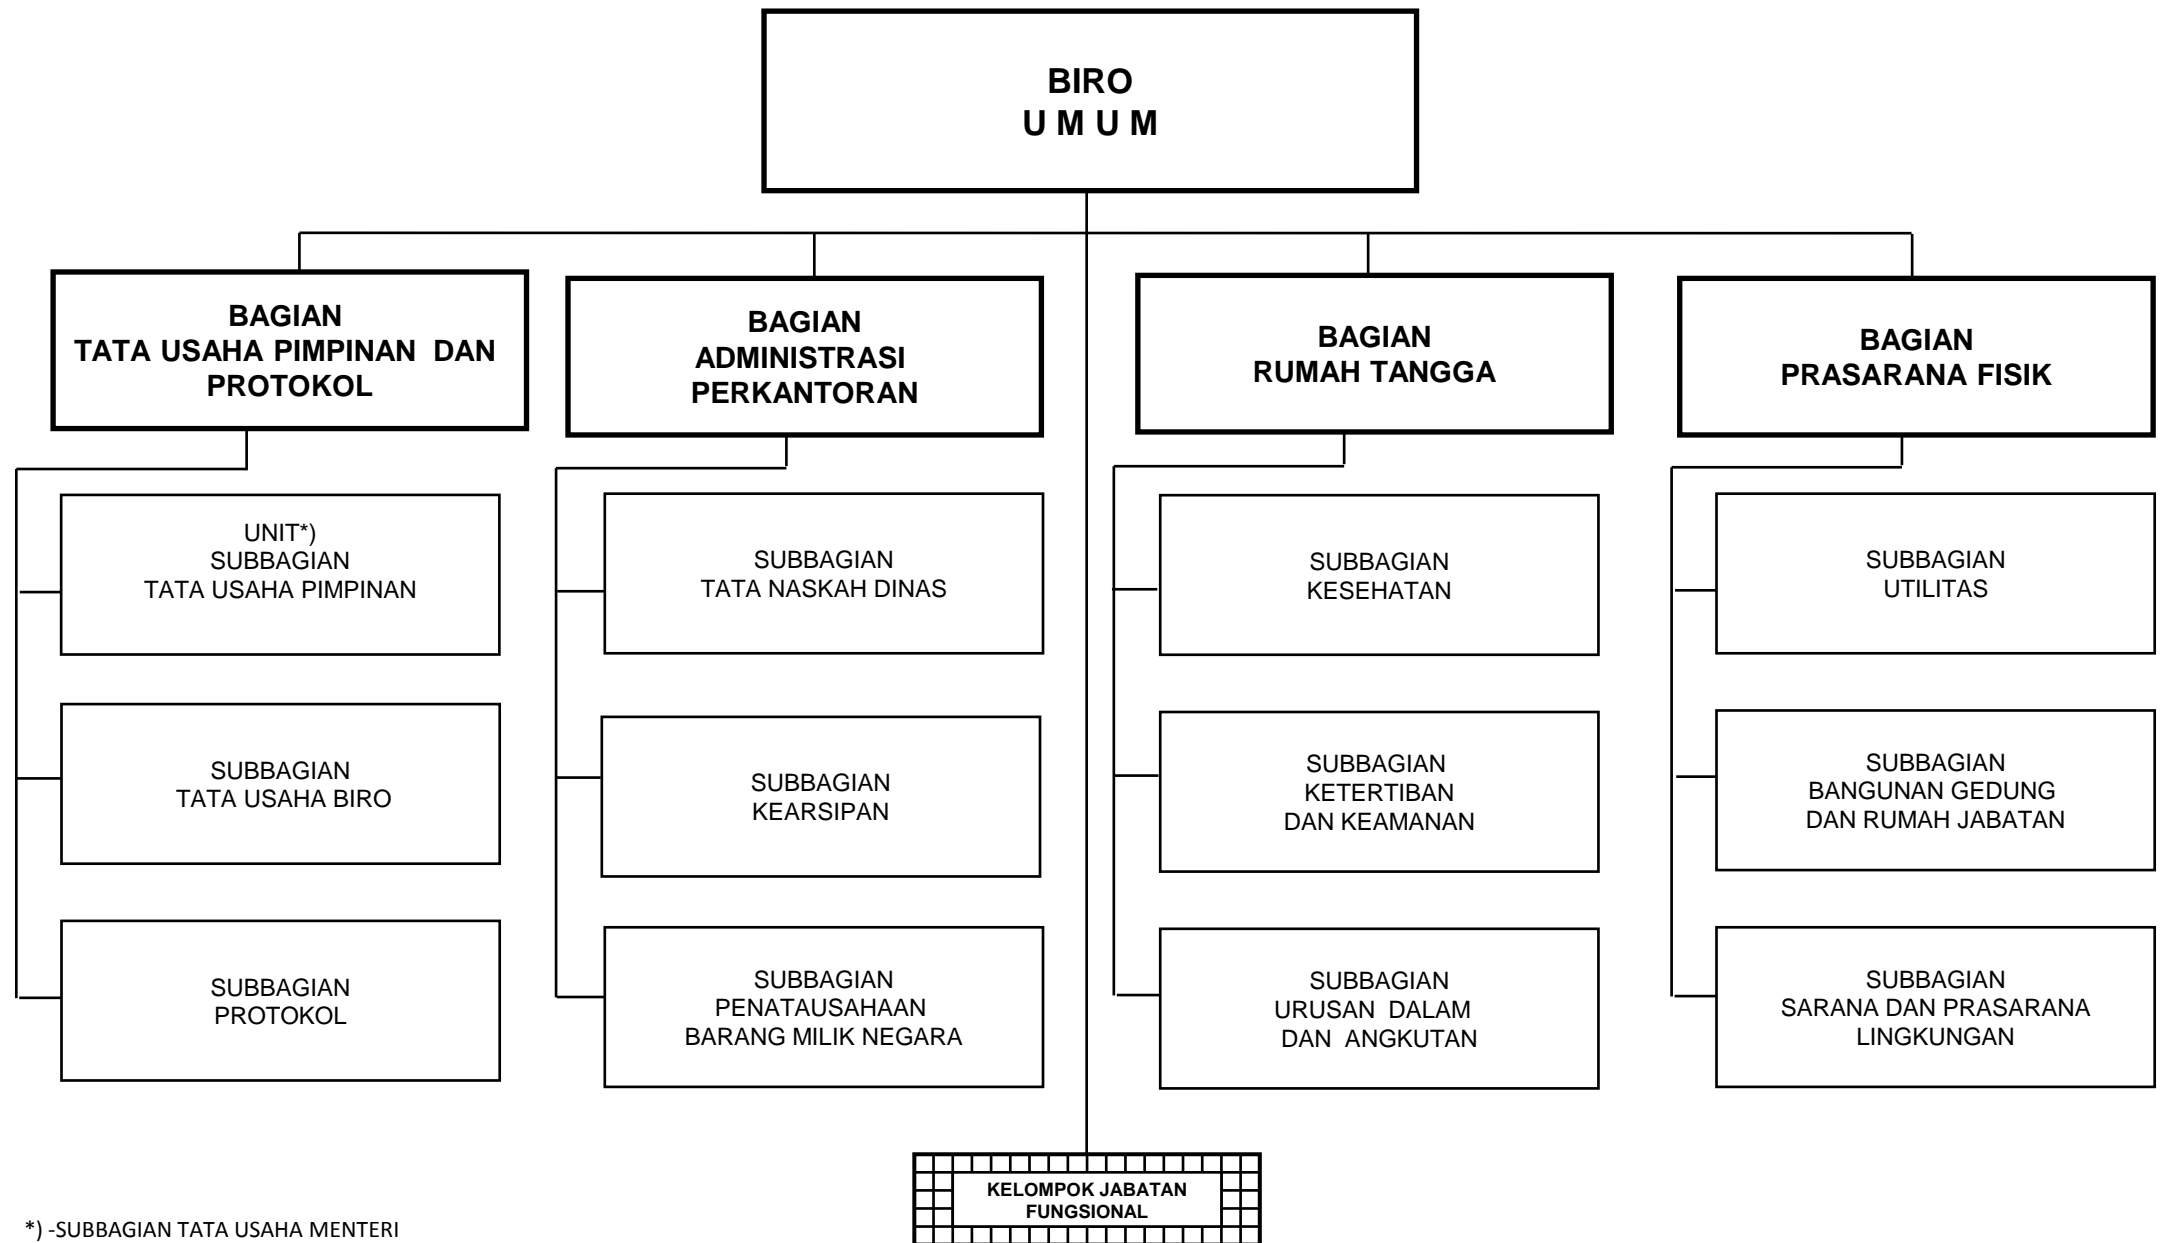 BIRO
U M U M
BAGIAN
TATA USAHA PIMPINAN DAN
PROTOKOL
BAGIAN
ADMINISTRASI
PERKANTORAN
BAGIAN
RUMAH TANGGA
BAGIAN
PRASARANA FISIK
UNIT*)
SUBBAGIAN
TATA USAHA PIMPINAN
SUBBAGIAN
TATA NASKAH DINAS
SUBBAGIAN
KESEHATAN
SUBBAGIAN
UTILITAS
SUBBAGIAN
TATA USAHA BIRO
SUBBAGIAN
KEARSIPAN
SUBBAGIAN
KETERTIBAN
DAN KEAMANAN
SUBBAGIAN
BANGUNAN GEDUNG
DAN RUMAH JABATAN
SUBBAGIAN
PROTOKOL
SUBBAGIAN
PENATAUSAHAAN
BARANG MILIK NEGARA
SUBBAGIAN
URUSAN DALAM
DAN ANGKUTAN
SUBBAGIAN
SARANA DAN PRASARANA
LINGKUNGAN
KELOMPOK JABATAN
FUNGSIONAL
*) -SUBBAGIAN TATA USAHA MENTERI